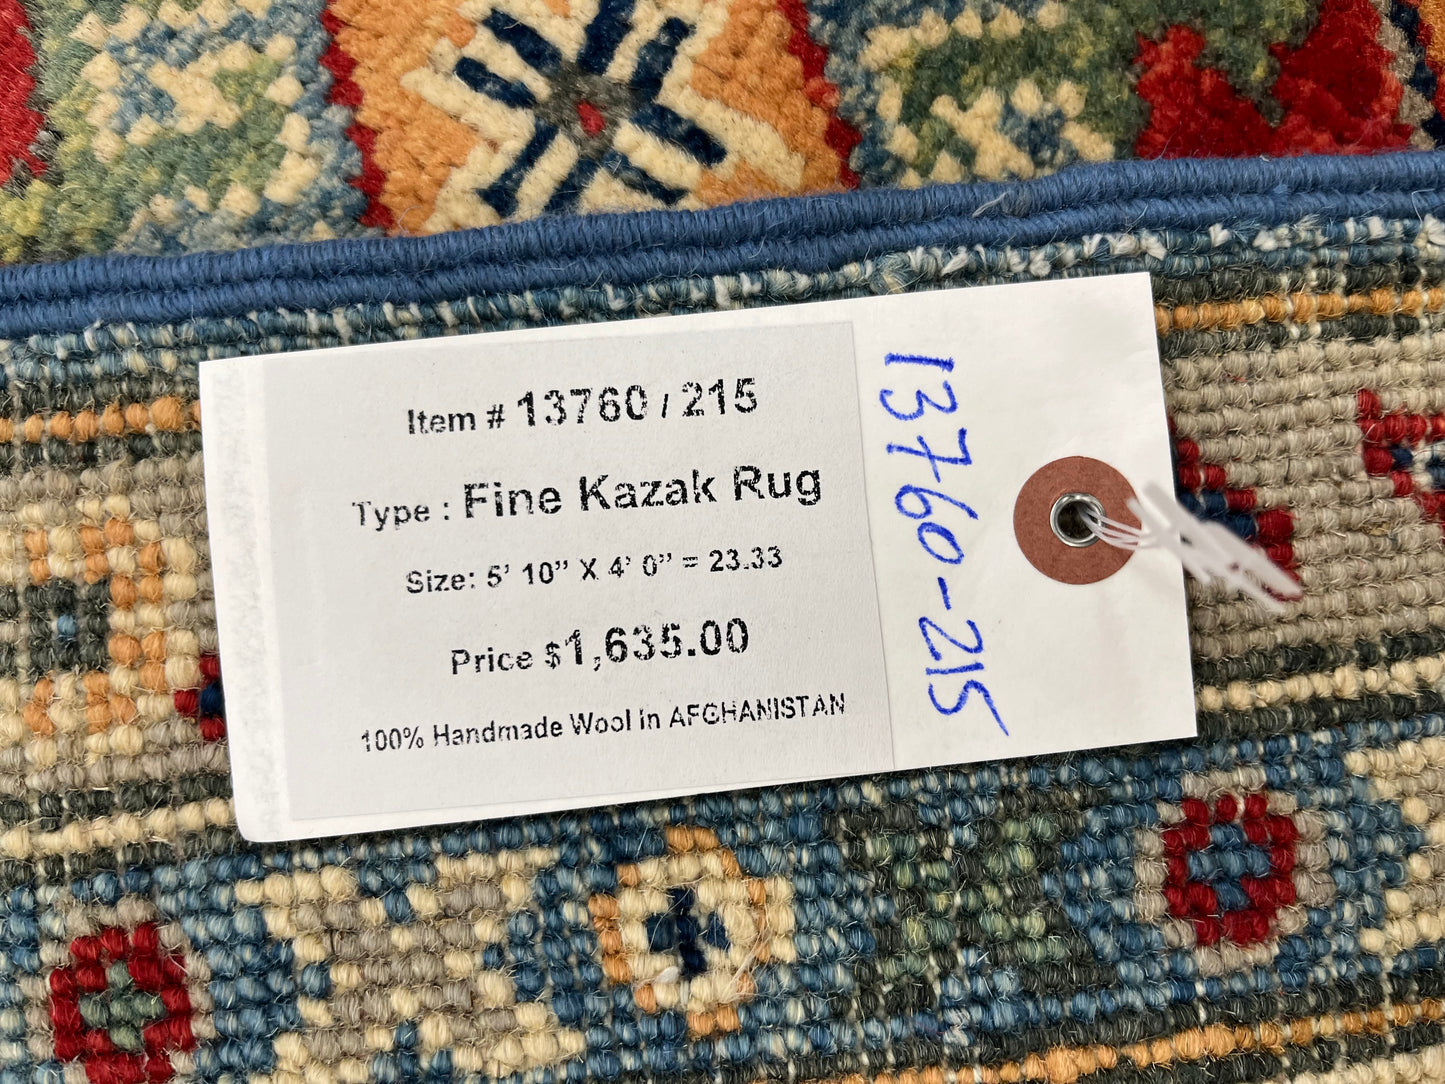 Item # 13760 / 215
Type : Fine Kazak Rug
Size: 5' 10” X 4' 0” = 23.33
Price $1,635.00
100% Handmade Wool In AFGHANISTAN
13760-215